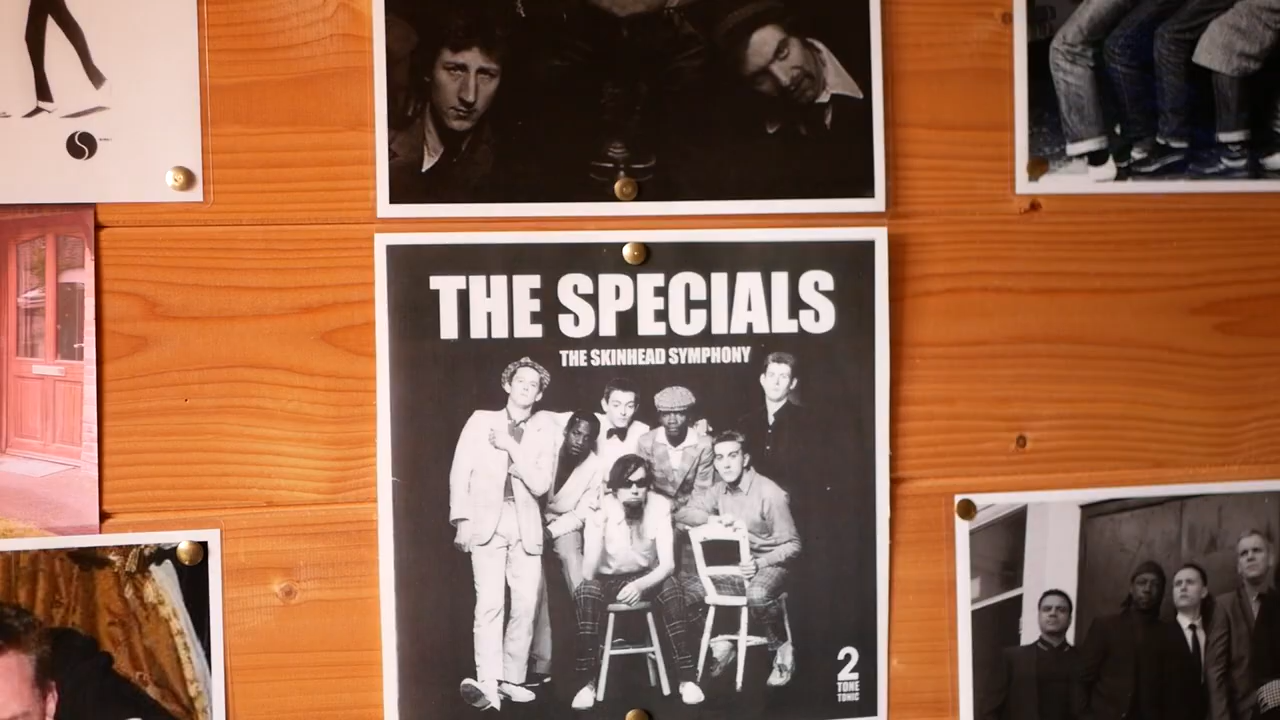 THE SPECIALS
THE SKINHEAD SYMPHONY
2
TONE
TONIC